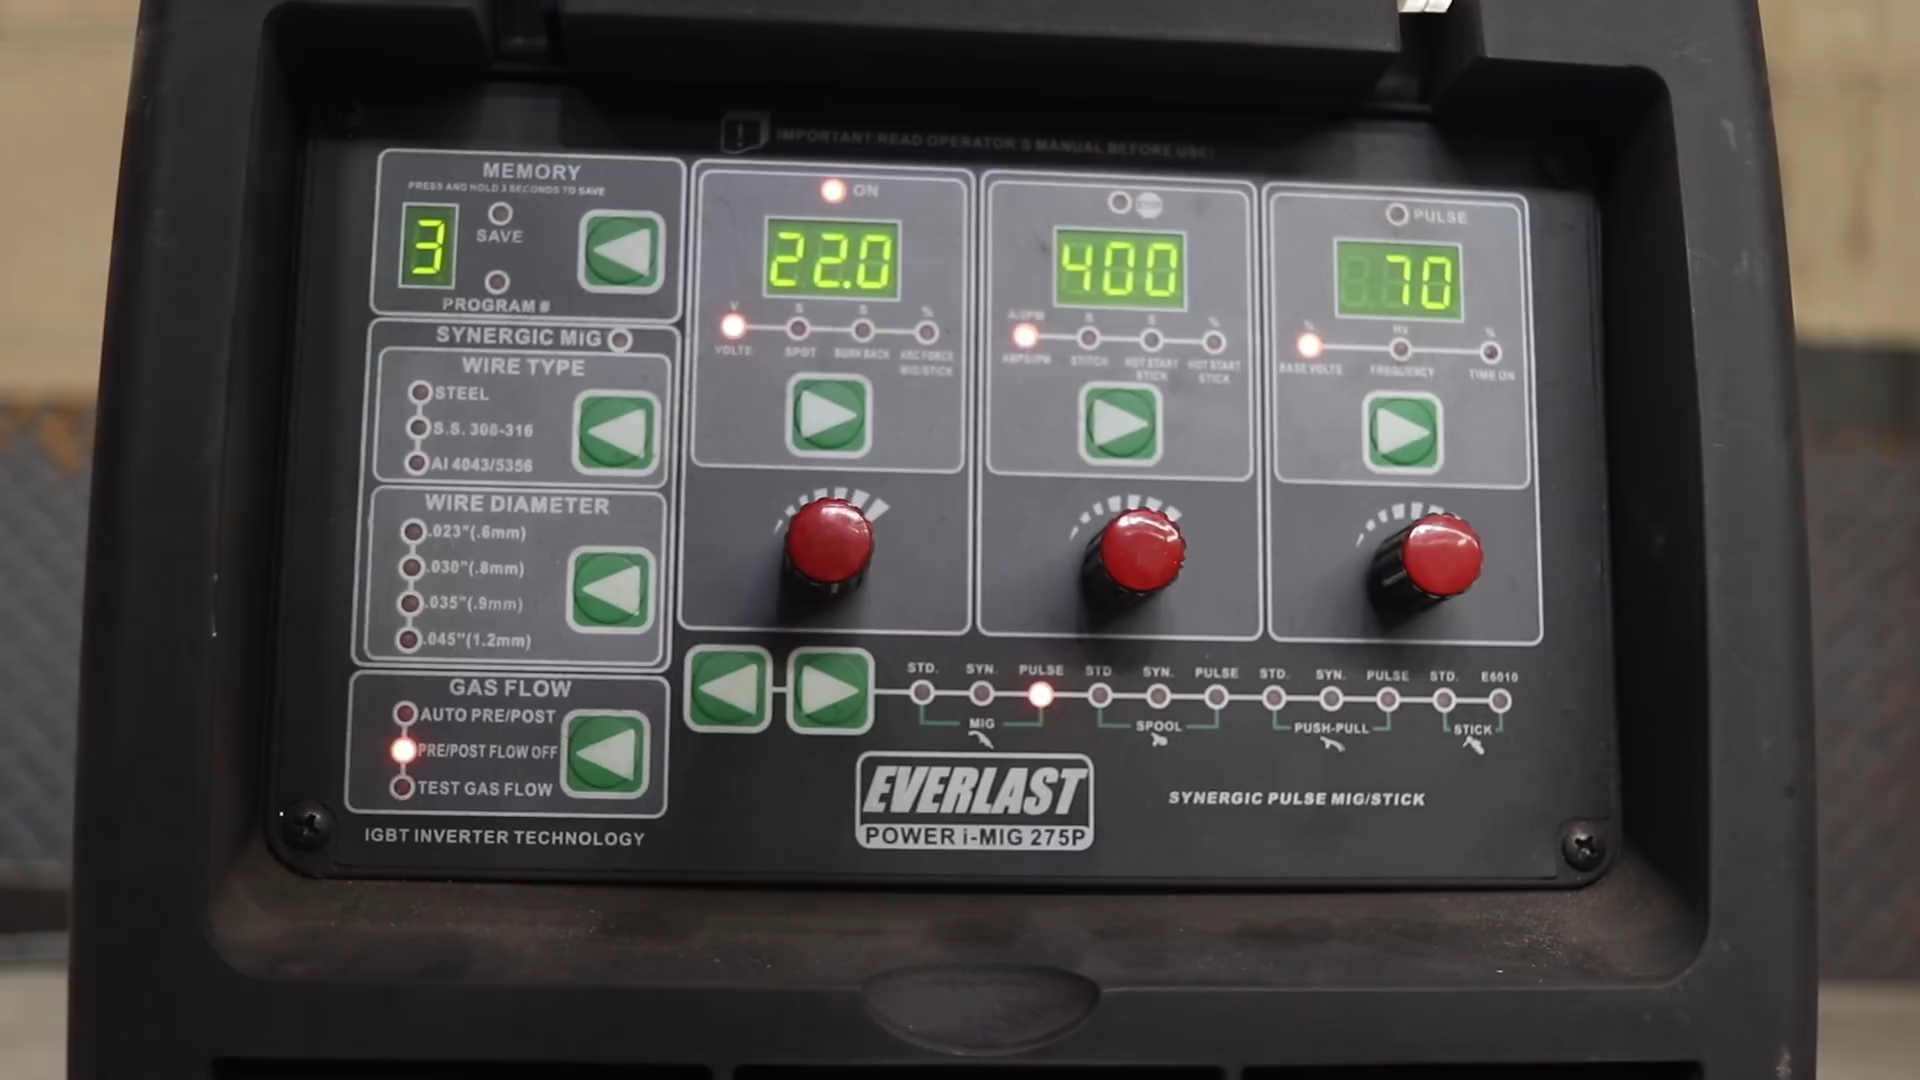 IMPORTANT READ OPERATOR'S MANUAL BEFORE USE!
MEMORY
PRESS AND HOLD 3 SECONDS TO SAVE
3
SAVE
PROGRAM #
SYNERGIC MIG
WIRE TYPE
STEEL
S.S. 308-316
Al 4043/5356
WIRE DIAMETER
.023"(.6mm)
.030"(.8mm)
.035"(.9mm)
.045"(1.2mm)
GAS FLOW
AUTO PRE/POST
PRE/POST FLOW OFF
TEST GAS FLOW
IGBT INVERTER TECHNOLOGY
ON
22.0
V S S %
VOLTS SPOT BURN BACK ARC FORCE
MIG/STICK
400
A/IPM S S %
AMPS/IPM STITCH HOT START HOT START
STICK STICK
PULSE
70
% Hz %
BASE VOLTS FREQUENCY TIME ON
STD. SYN. PULSE STD. SYN. PULSE STD. SYN. PULSE STD. E6010
MIG SPOOL PUSH-PULL STICK
EVERLAST
POWER i-MIG 275P
SYNERGIC PULSE MIG/STICK